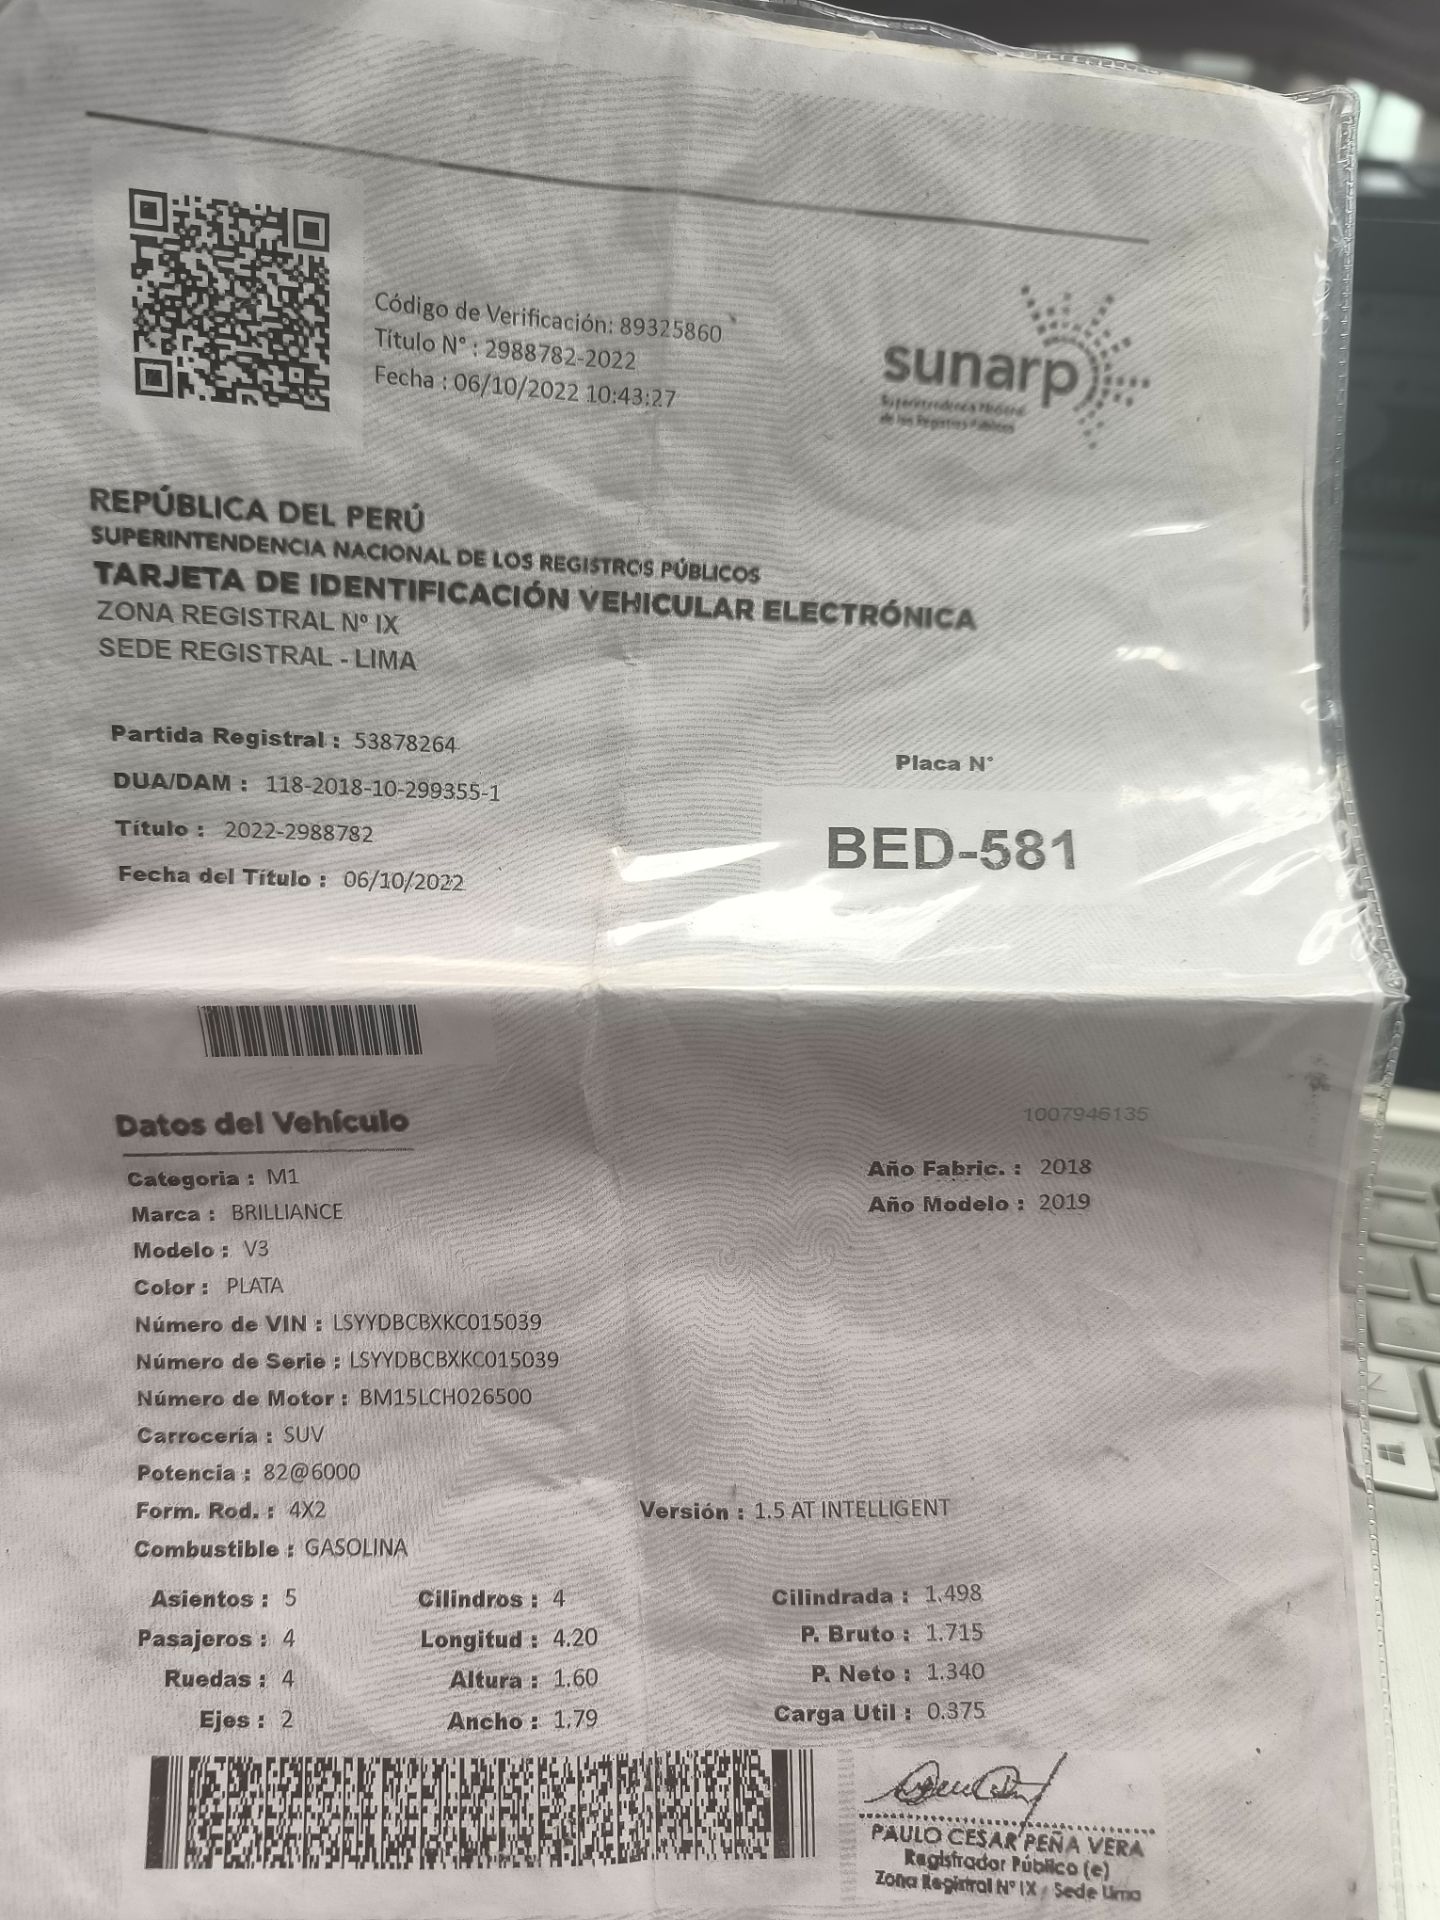 Código de Verificación: 89325860
Título N° : 2988782-2022
Fecha : 06/10/2022 10:43:27
sunarp
Superintendencia Nacional
de los Registros Públicos
REPÚBLICA DEL PERÚ
SUPERINTENDENCIA NACIONAL DE LOS REGISTROS PÚBLICOS
TARJETA DE IDENTIFICACIÓN VEHICULAR ELECTRÓNICA
ZONA REGISTRAL Nº IX
SEDE REGISTRAL - LIMA
Partida Registral : 53878264
DUA/DAM : 118-2018-10-299355-1
Título : 2022-2988782
Fecha del Título : 06/10/2022
Placa N°
BED-581
Datos del Vehículo
1007946135
Categoria : M1
Año Fabric. : 2018
Marca : BRILLIANCE
Año Modelo : 2019
Modelo : V3
Color : PLATA
Número de VIN : LSYYDBCBXKC015039
Número de Serie : LSYYDBCBXKC015039
Número de Motor : BM15LCH026500
Carrocería : SUV
Potencia : 82@6000
Form. Rod. : 4X2 Versión : 1.5 AT INTELLIGENT
Combustible : GASOLINA
Asientos : 5 Cilindros : 4 Cilindrada : 1.498
Pasajeros : 4 Longitud : 4.20 P. Bruto : 1.715
Ruedas : 4 Altura : 1.60 P. Neto : 1.340
Ejes : 2 Ancho : 1.79 Carga Util : 0.375
PAULO CESAR PEÑA VERA
Registrador Público (e)
Zona Registral N° IX / Sede Lima